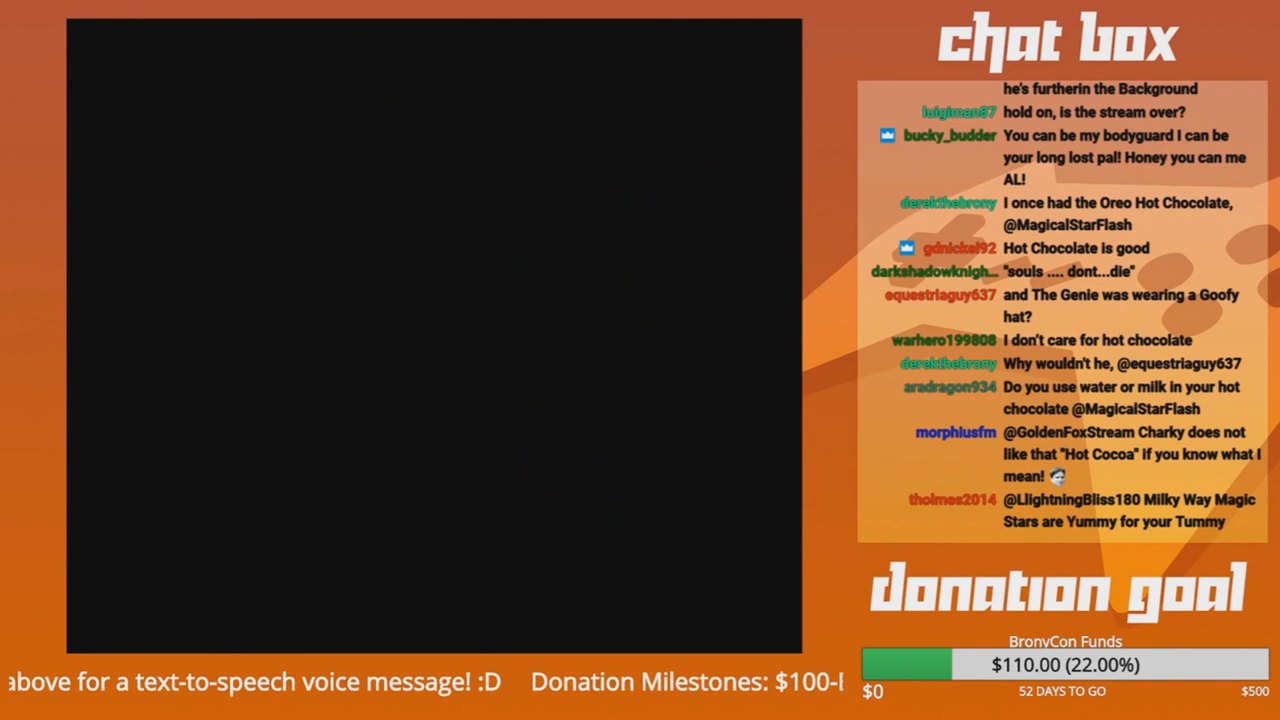 chat box
he's furtherin the Background
luigiman87 hold on, is the stream over?
bucky_budder You can be my bodyguard I can be
your long lost pal! Honey you can me
AL!
derekthebrony I once had the Oreo Hot Chocolate,
@MagicalStarFlash
gdnickel92 Hot Chocolate is good
darkshadowknigh... "souls .... dont...die"
equestriaguy637 and The Genie was wearing a Goofy
hat?
warhero199808 I don't care for hot chocolate
derekthebrony Why wouldn't he, @equestriaguy637
aradragon934 Do you use water or milk in your hot
chocolate @MagicalStarFlash
morphiusfm @GoldenFoxStream Charky does not
like that "Hot Cocoa" if you know what I
mean!
tholmes2014 @LlightningBliss180 Milky Way Magic
Stars are Yummy for your Tummy
donation goal
BronyCon Funds
$110.00 (22.00%)
$0 52 DAYS TO GO $500
above for a text-to-speech voice message! :D Donation Milestones: $100-